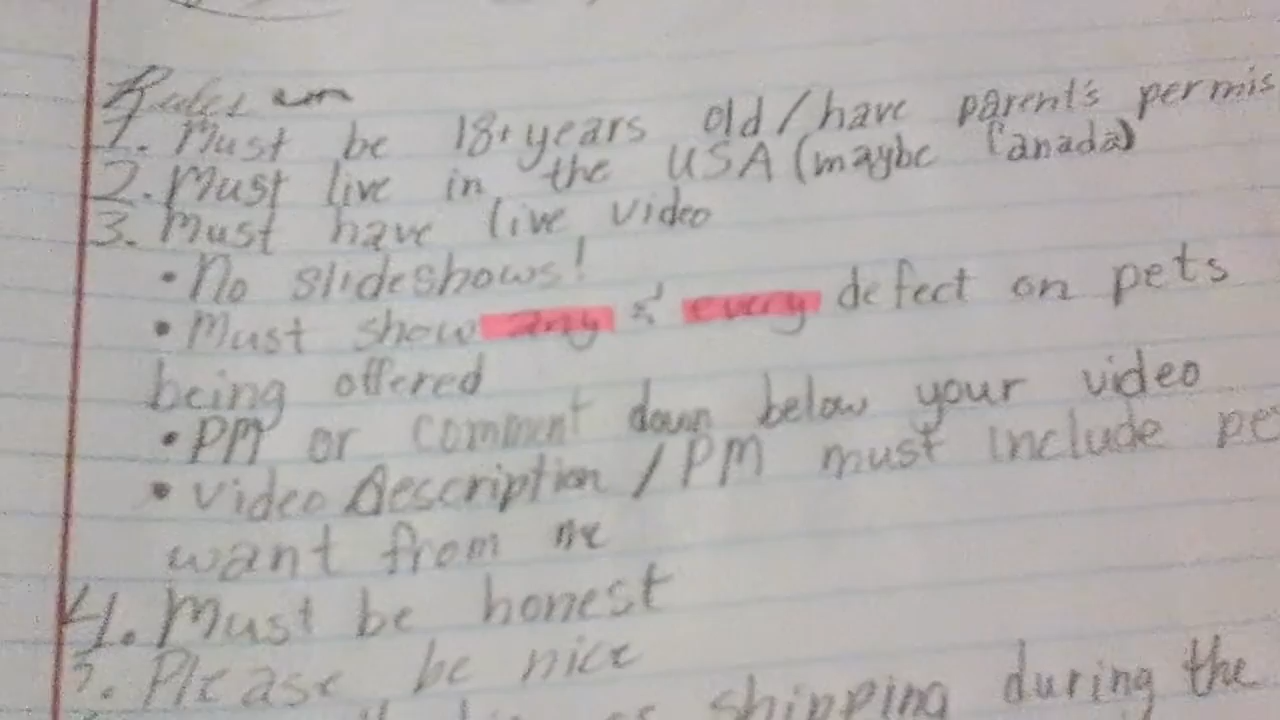 Rules
1. Must be 18+ years old/have parent's permis
2. Must live in the USA (maybe Canada)
3. Must have live video
• No slideshows!
• Must show any & every defect on pets
being offered
• PM or comment down below your video
• Video Description / PM must include pe
want from me
4. Must be honest
5. Please be nice
shipping during the